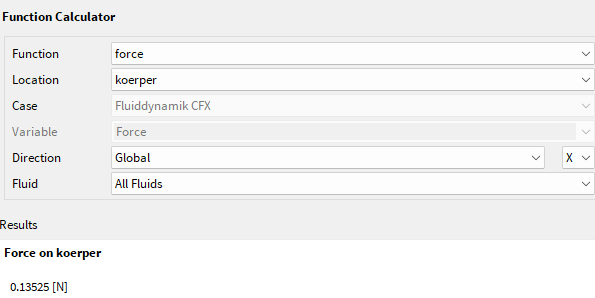 Function Calculator
Function force
Location koerper
Case Fluiddynamik CFX
Variable Force
Direction Global X
Fluid All Fluids
Results
Force on koerper
0.13525 [N]